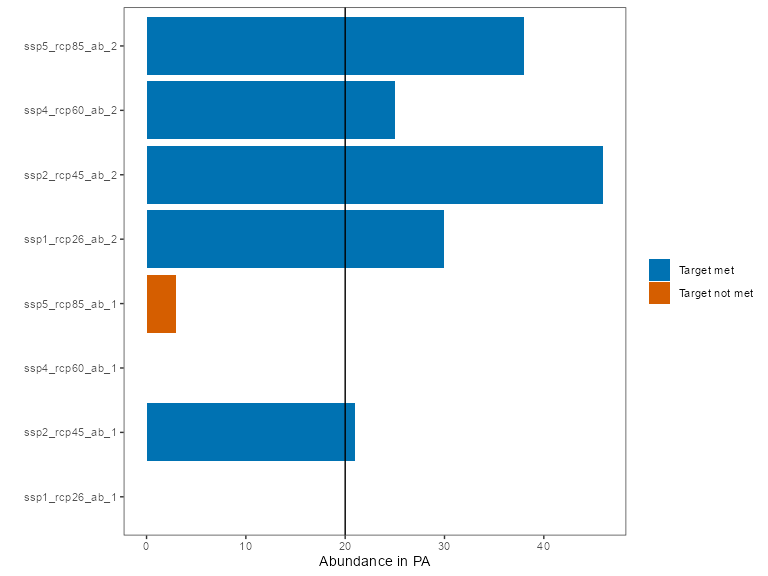 ssp5_rcp85_ab_2
ssp4_rcp60_ab_2
ssp2_rcp45_ab_2
ssp1_rcp26_ab_2
ssp5_rcp85_ab_1
ssp4_rcp60_ab_1
ssp2_rcp45_ab_1
ssp1_rcp26_ab_1
0 10 20 30 40
Abundance in PA
Target met
Target not met